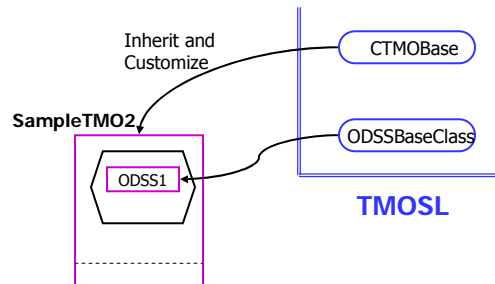 Inherit and
Customize
CTMOBase
SampleTMO2
ODSSBaseClass
ODSS1
TMOSL